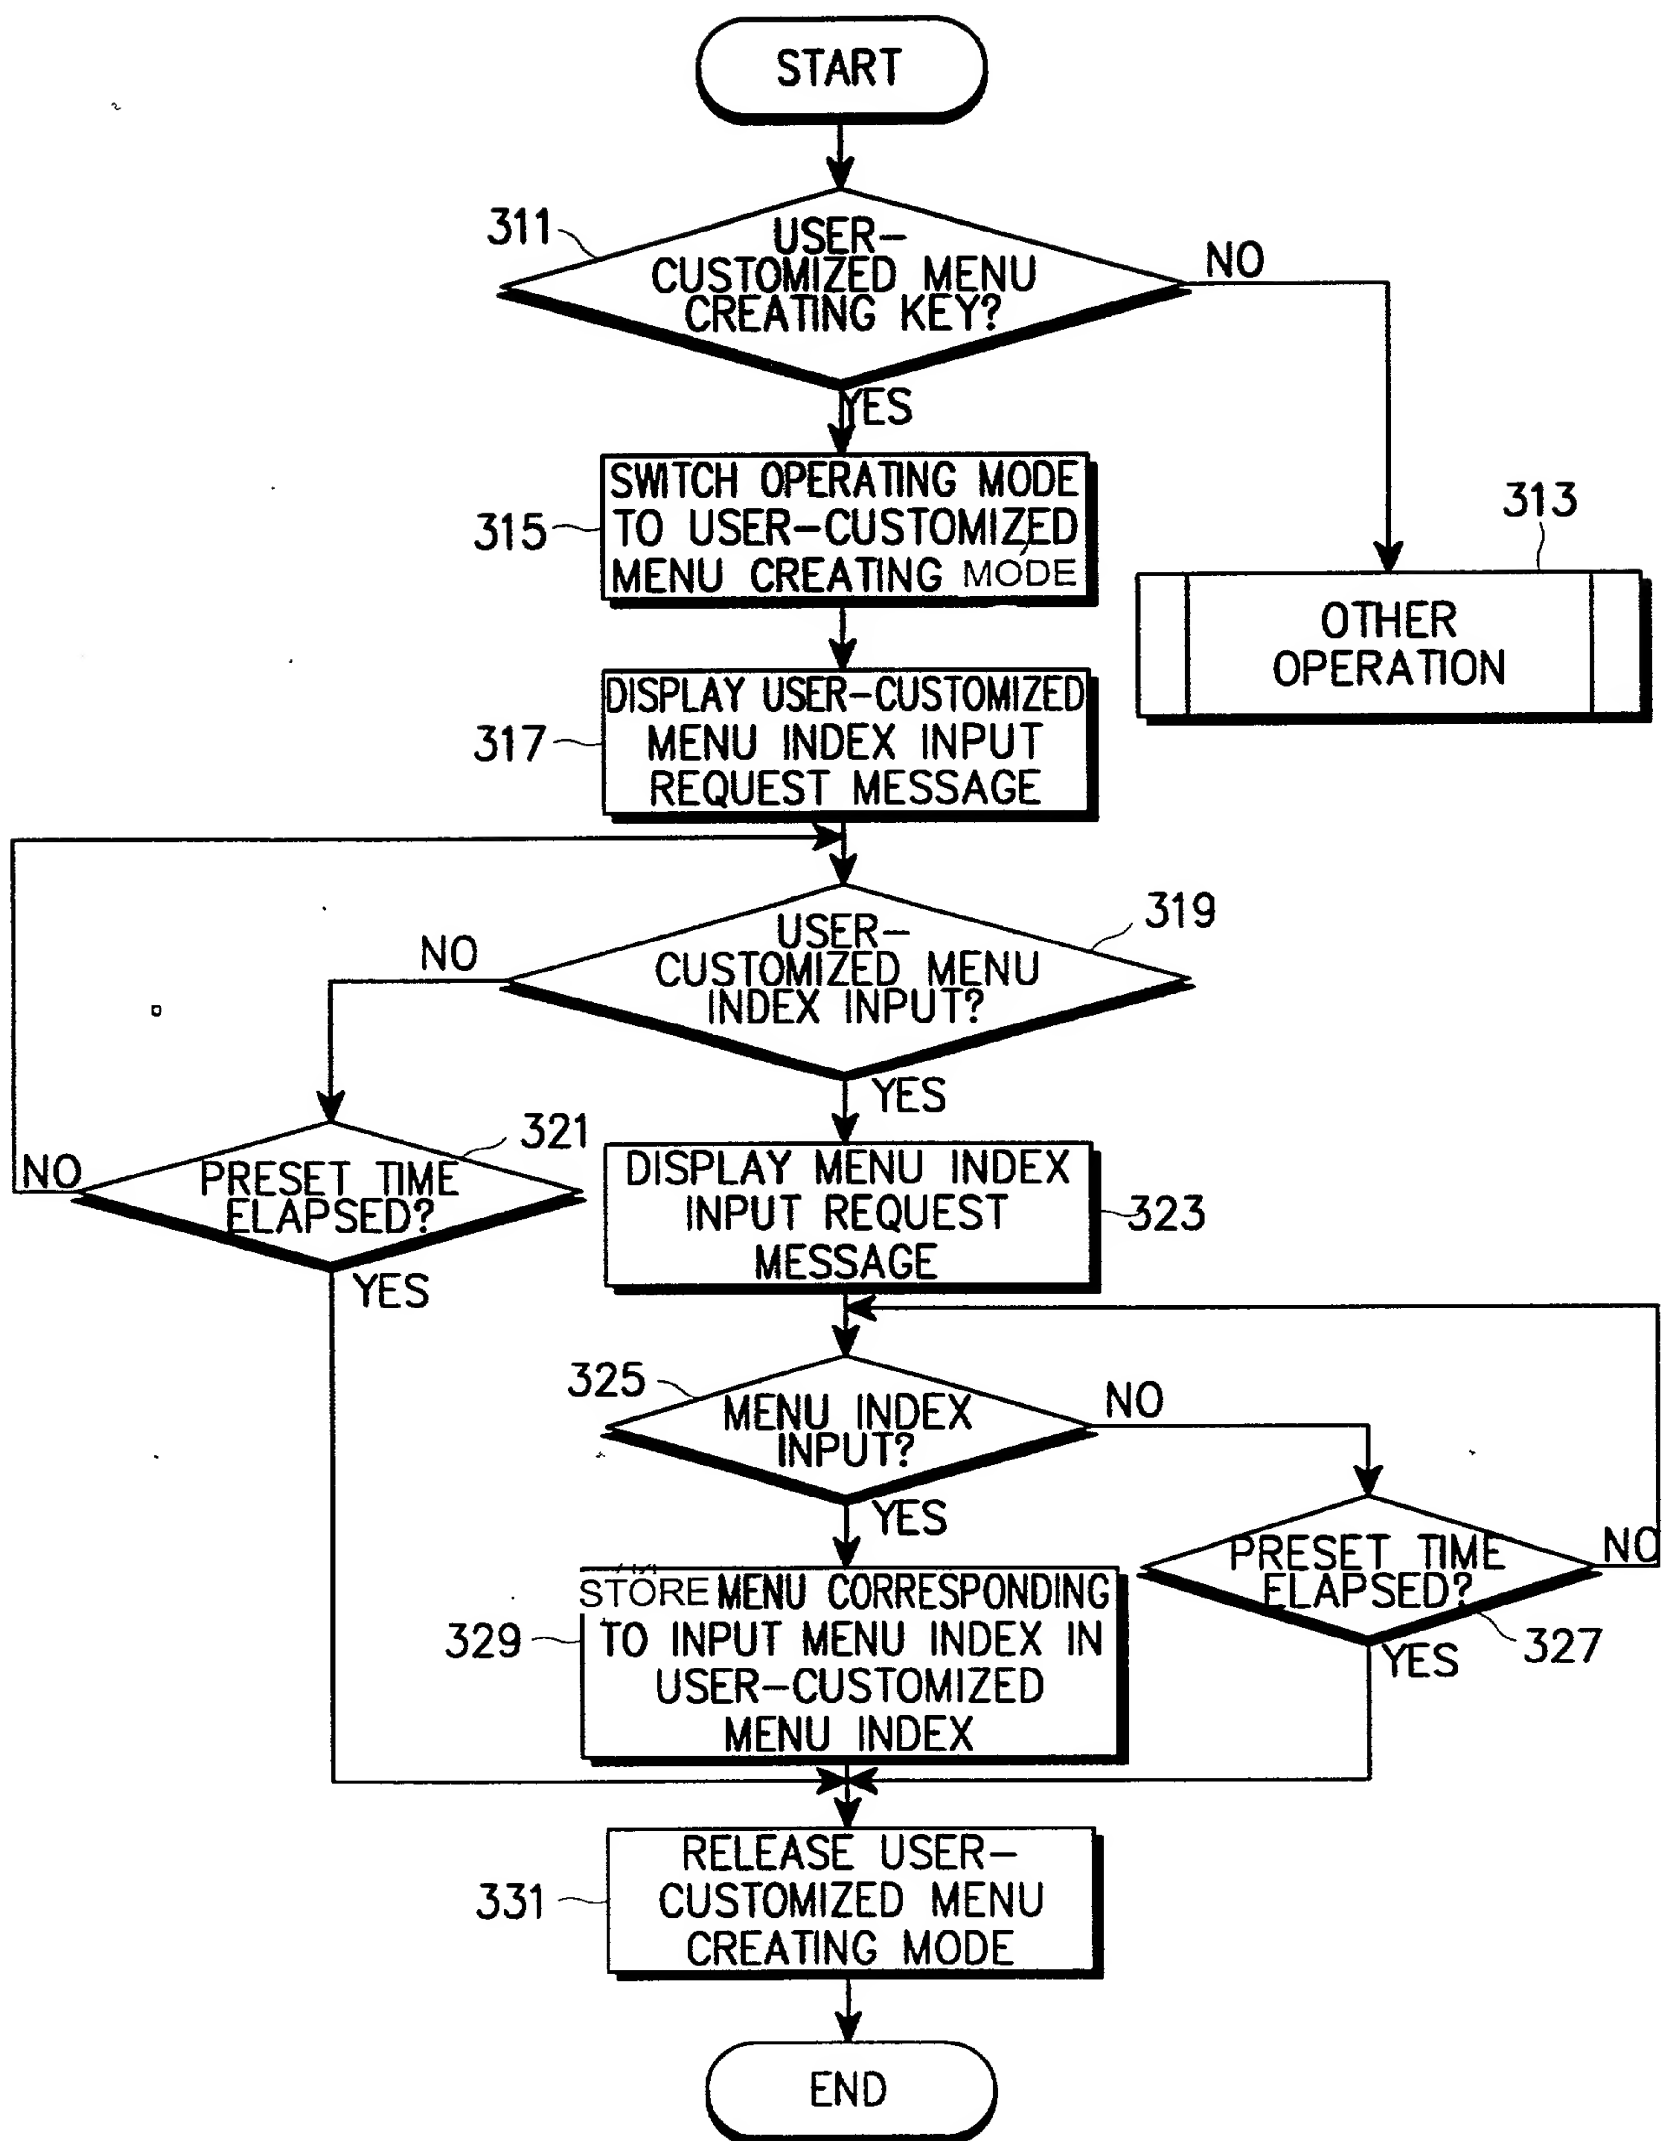 START
311
USER-
CUSTOMIZED MENU
CREATING KEY?
NO
YES
SWITCH OPERATING MODE
TO USER-CUSTOMIZED
MENU CREATING MODE
315
313
OTHER
OPERATION
DISPLAY USER-CUSTOMIZED
MENU INDEX INPUT
REQUEST MESSAGE
317
319
USER-
CUSTOMIZED MENU
INDEX INPUT?
NO
YES
321
PRESET TIME
ELAPSED?
NO
YES
DISPLAY MENU INDEX
INPUT REQUEST
MESSAGE
323
325
MENU INDEX
INPUT?
NO
YES
PRESET TIME
ELAPSED?
NO
327
YES
STORE MENU CORRESPONDING
TO INPUT MENU INDEX IN
USER-CUSTOMIZED
MENU INDEX
329
RELEASE USER-
CUSTOMIZED MENU
CREATING MODE
331
END